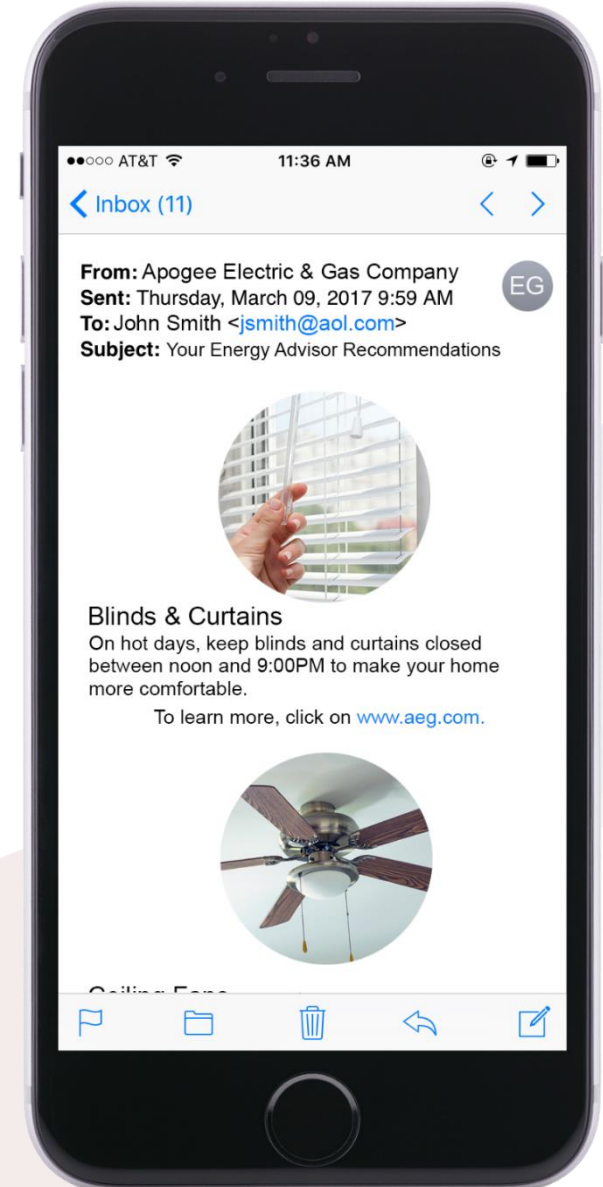 AT&T 11:36 AM
Inbox (11)
From: Apogee Electric & Gas Company
EG
Sent: Thursday, March 09, 2017 9:59 AM
To: John Smith <jsmith@aol.com>
Subject: Your Energy Advisor Recommendations
Blinds & Curtains
On hot days, keep blinds and curtains closed
between noon and 9:00PM to make your home
more comfortable.
To learn more, click on www.aeg.com.
Ceiling Fans